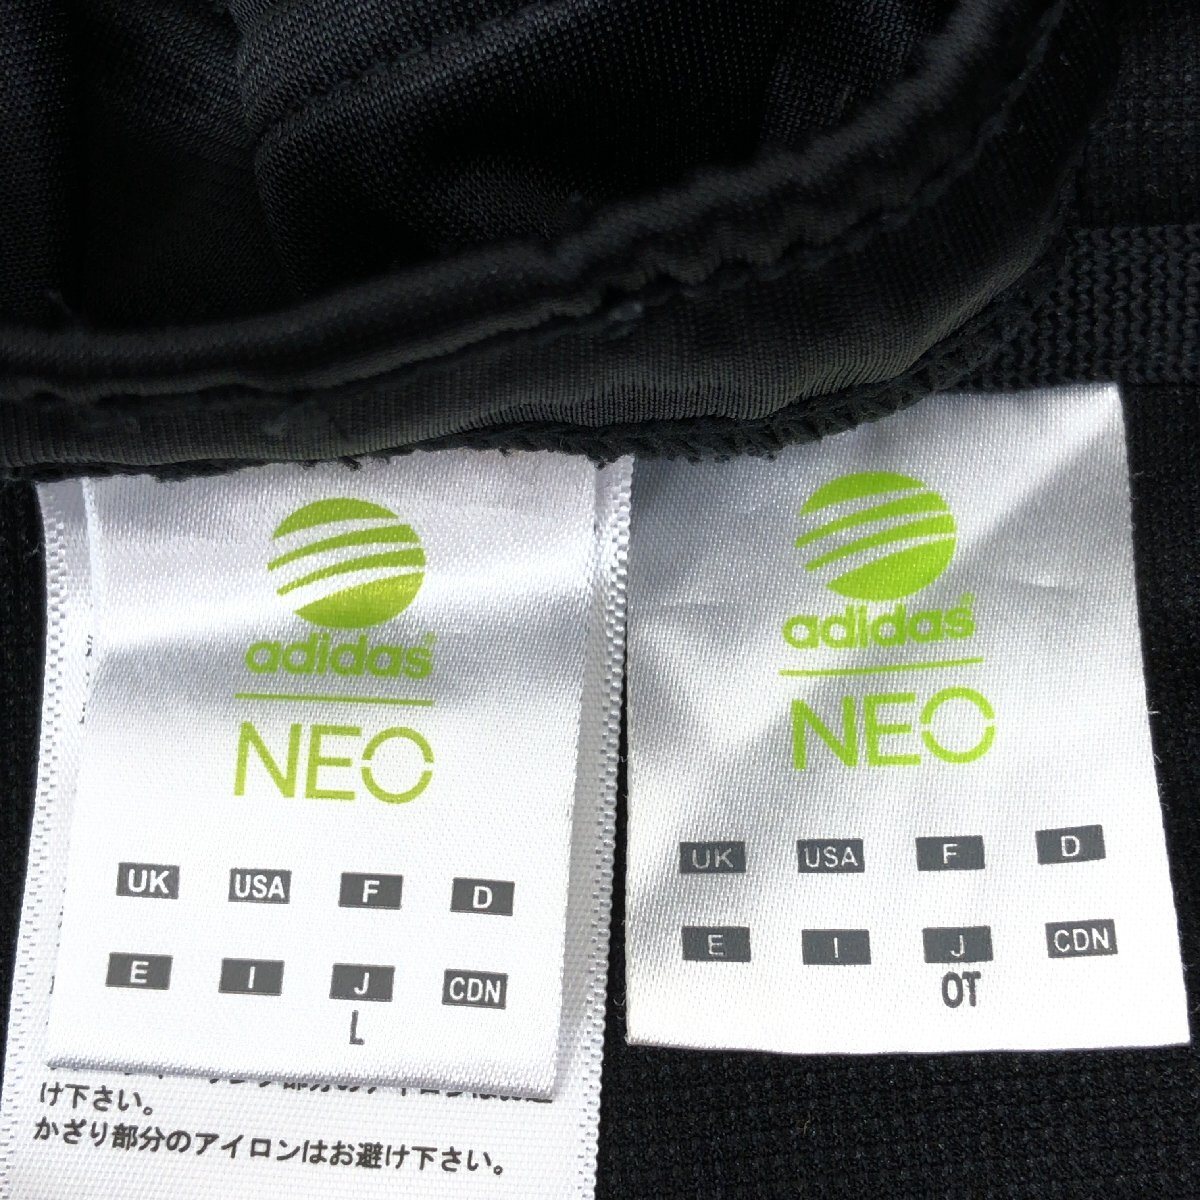 adidas®
NEO
UK USA F D
E I J CDN
L
け下さい。
かざり部分のアイロンはお避け下さい。
adidas®
NEO
UK USA F D
E I J CDN
OT